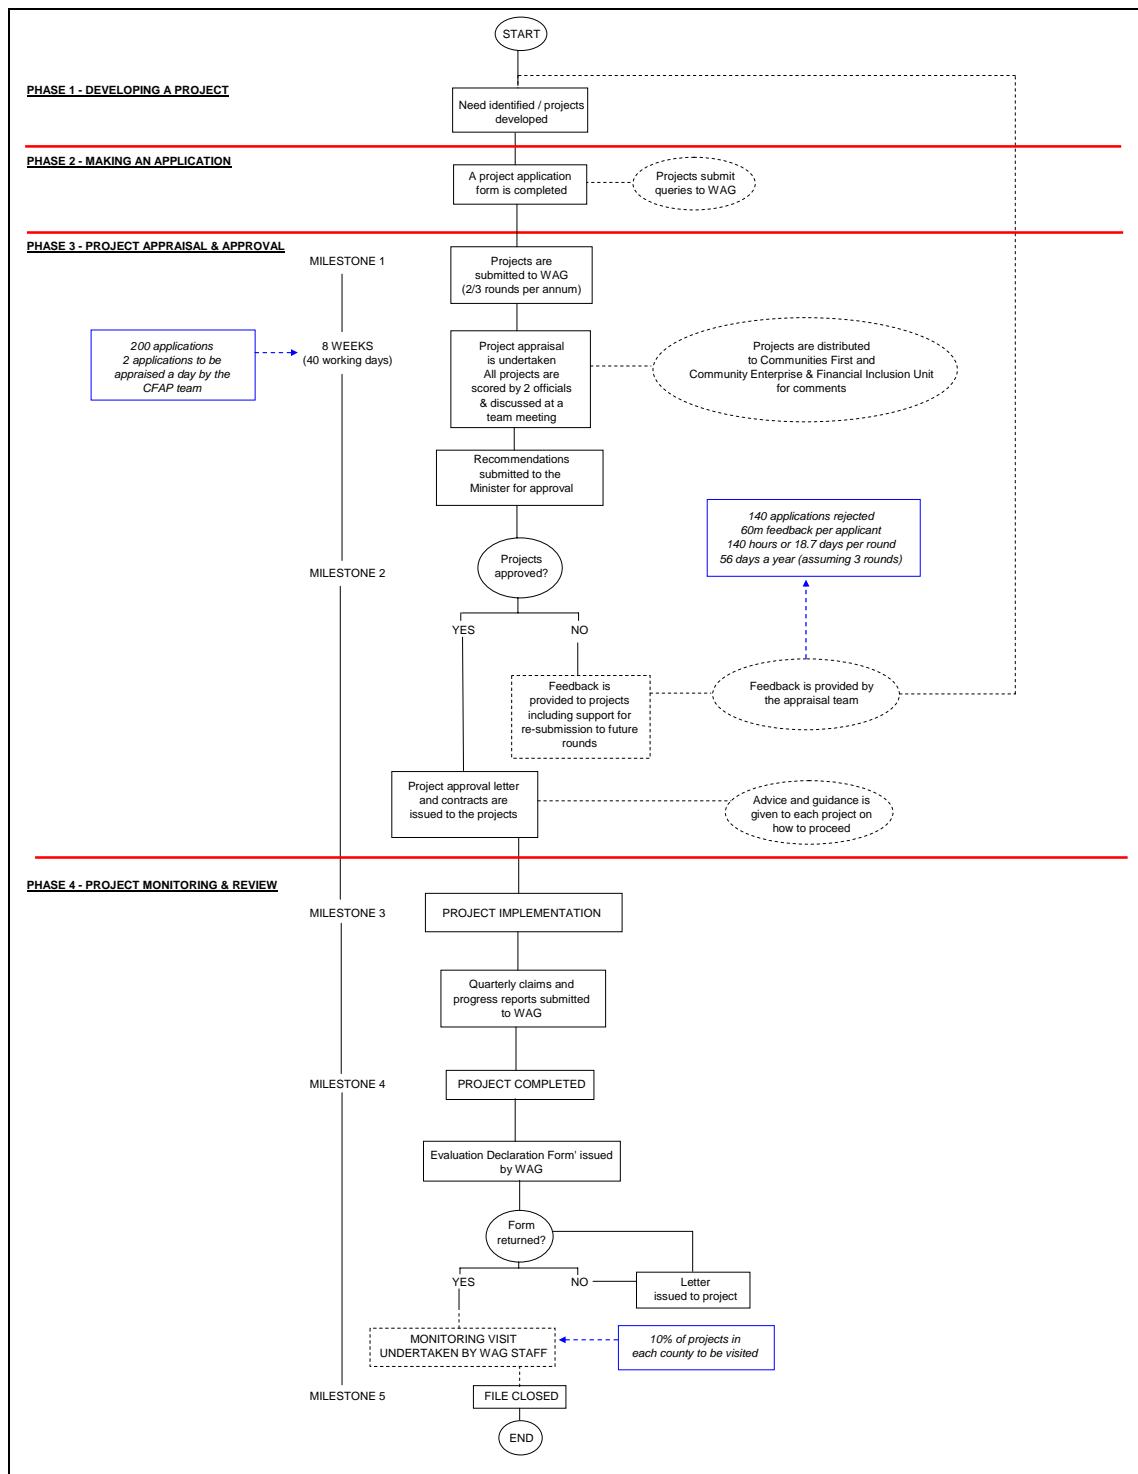 START
PHASE 1 - DEVELOPING A PROJECT
Need identified / projects
developed
PHASE 2 - MAKING AN APPLICATION
A project application
form is completed
Projects submit
queries to WAG
PHASE 3 - PROJECT APPRAISAL & APPROVAL
MILESTONE 1
Projects are
submitted to WAG
(2/3 rounds per annum)
200 applications
2 applications to be
appraised a day by the
CFAP team
8 WEEKS
(40 working days)
Project appraisal
is undertaken
All projects are
scored by 2 officials
& discussed at a
team meeting
Projects are distributed
to Communities First and
Community Enterprise & Financial Inclusion Unit
for comments
Recommendations
submitted to the
Minister for approval
140 applications rejected
60m feedback per applicant
140 hours or 18.7 days per round
56 days a year (assuming 3 rounds)
MILESTONE 2
Projects
approved?
YES
NO
Feedback is
provided to projects
including support for
re-submission to future
rounds
Feedback is provided by
the appraisal team
Project approval letter
and contracts are
issued to the projects
Advice and guidance is
given to each project on
how to proceed
PHASE 4 - PROJECT MONITORING & REVIEW
MILESTONE 3
PROJECT IMPLEMENTATION
Quarterly claims and
progress reports submitted
to WAG
MILESTONE 4
PROJECT COMPLETED
Evaluation Declaration Form' issued
by WAG
Form
returned?
YES
NO
Letter
issued to project
MONITORING VISIT
UNDERTAKEN BY WAG STAFF
10% of projects in
each county to be visited
MILESTONE 5
FILE CLOSED
END